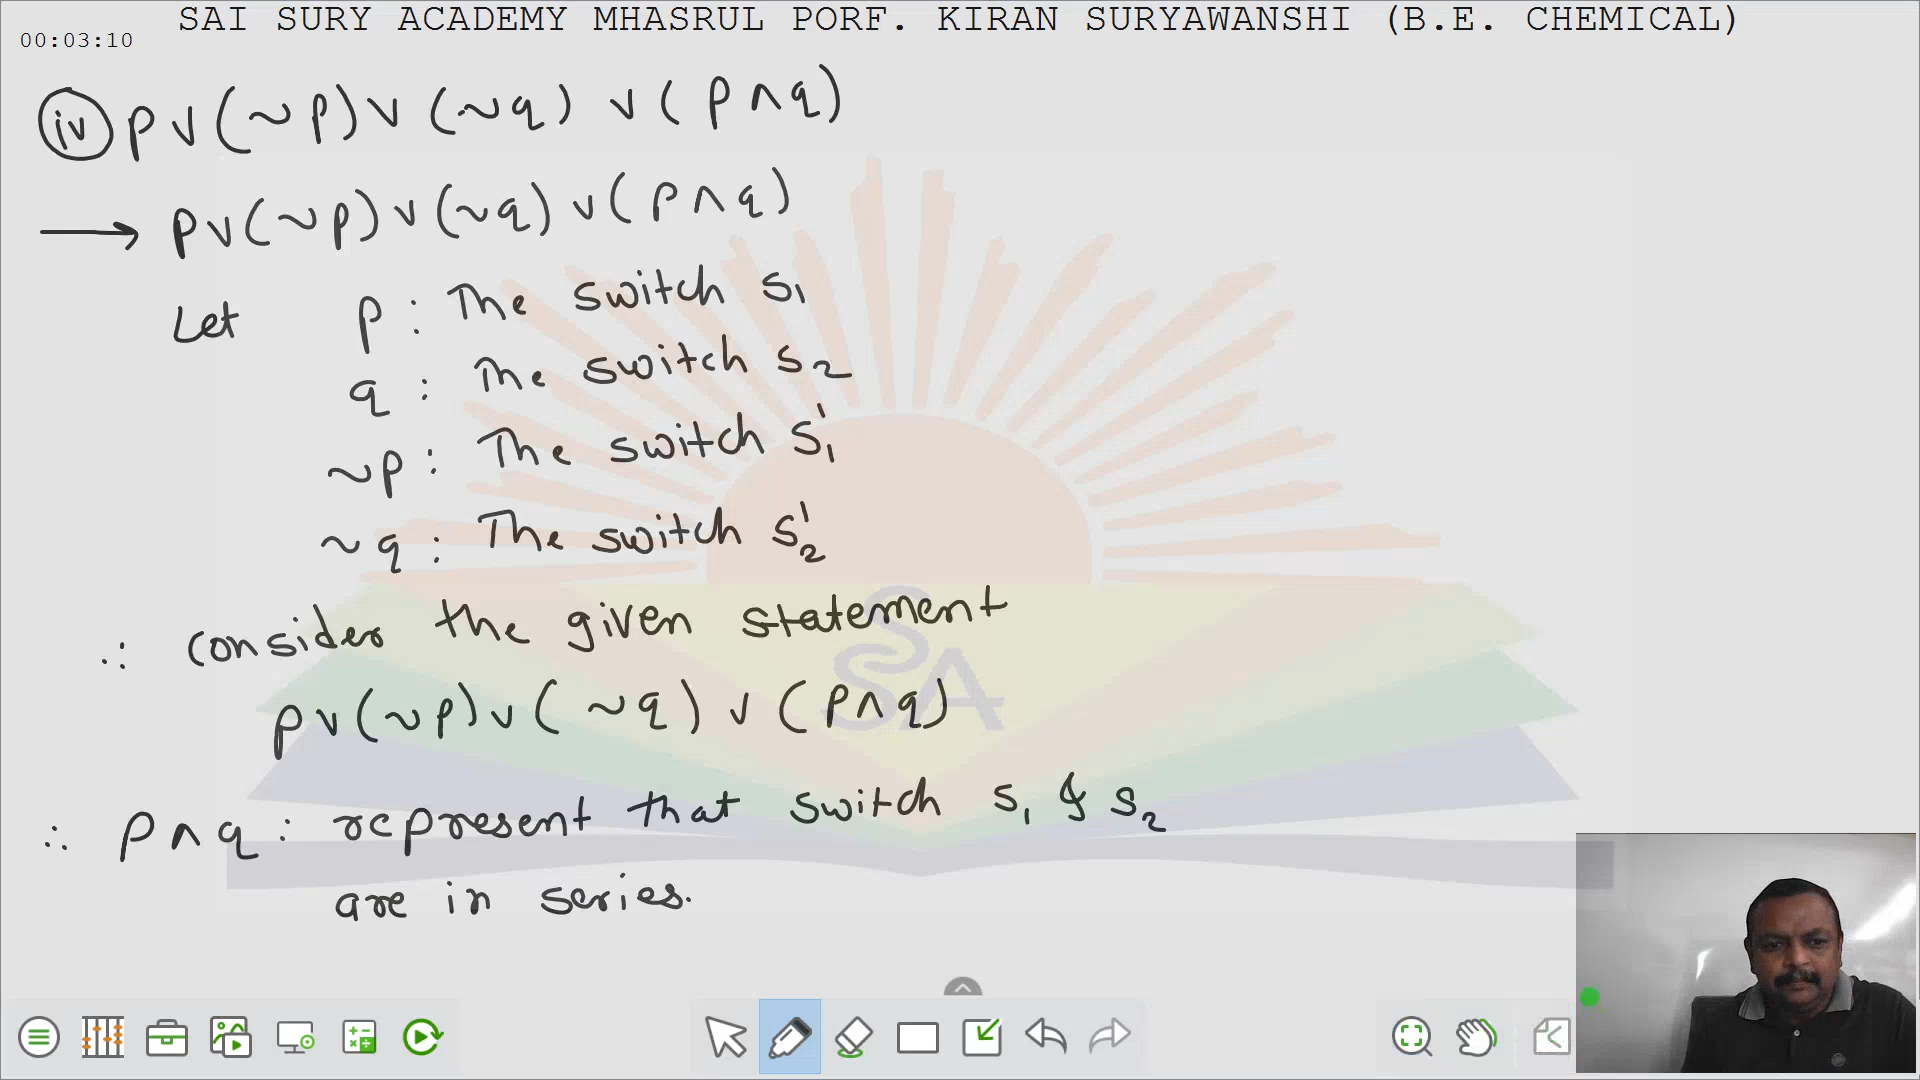 SAI SURY ACADEMY MHASRUL PORF. KIRAN SURYAWANSHI (B.E. CHEMICAL)
00:03:10
(iv) p ∨ (~p) ∨ (~q) ∨ (p ∧ q)
→ p ∨ (~p) ∨ (~q) ∨ (p ∧ q)
Let p : The switch S₁
q : The switch S₂
~p : The switch S₁'
~q : The switch S₂'
∴ consider the given statement
p ∨ (~p) ∨ (~q) ∨ (p ∧ q)
∴ p ∧ q : represent that switch S₁ & S₂
are in series.
SSA